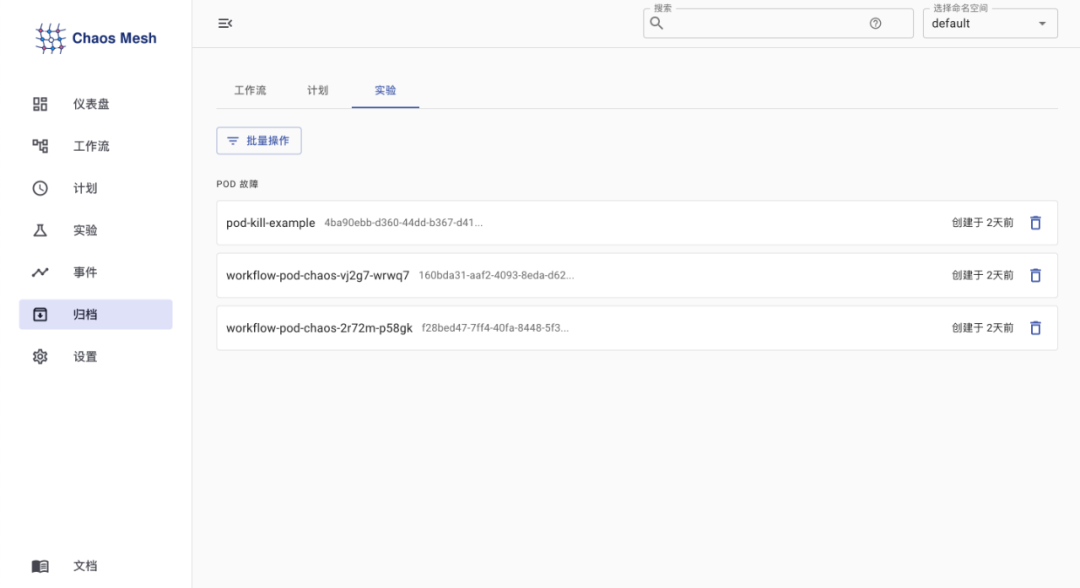 Chaos Mesh
仪表盘
工作流
计划
实验
事件
归档
设置
文档
搜索
选择命名空间
default
工作流 计划 实验
批量操作
POD 故障
pod-kill-example 4ba90ebb-d360-44dd-b367-d41... 创建于 2天前
workflow-pod-chaos-vj2g7-wrwq7 160bda31-aaf2-4093-8eda-d62... 创建于 2天前
workflow-pod-chaos-2r72m-p58gk f28bed47-7ff4-40fa-8448-5f3... 创建于 2天前